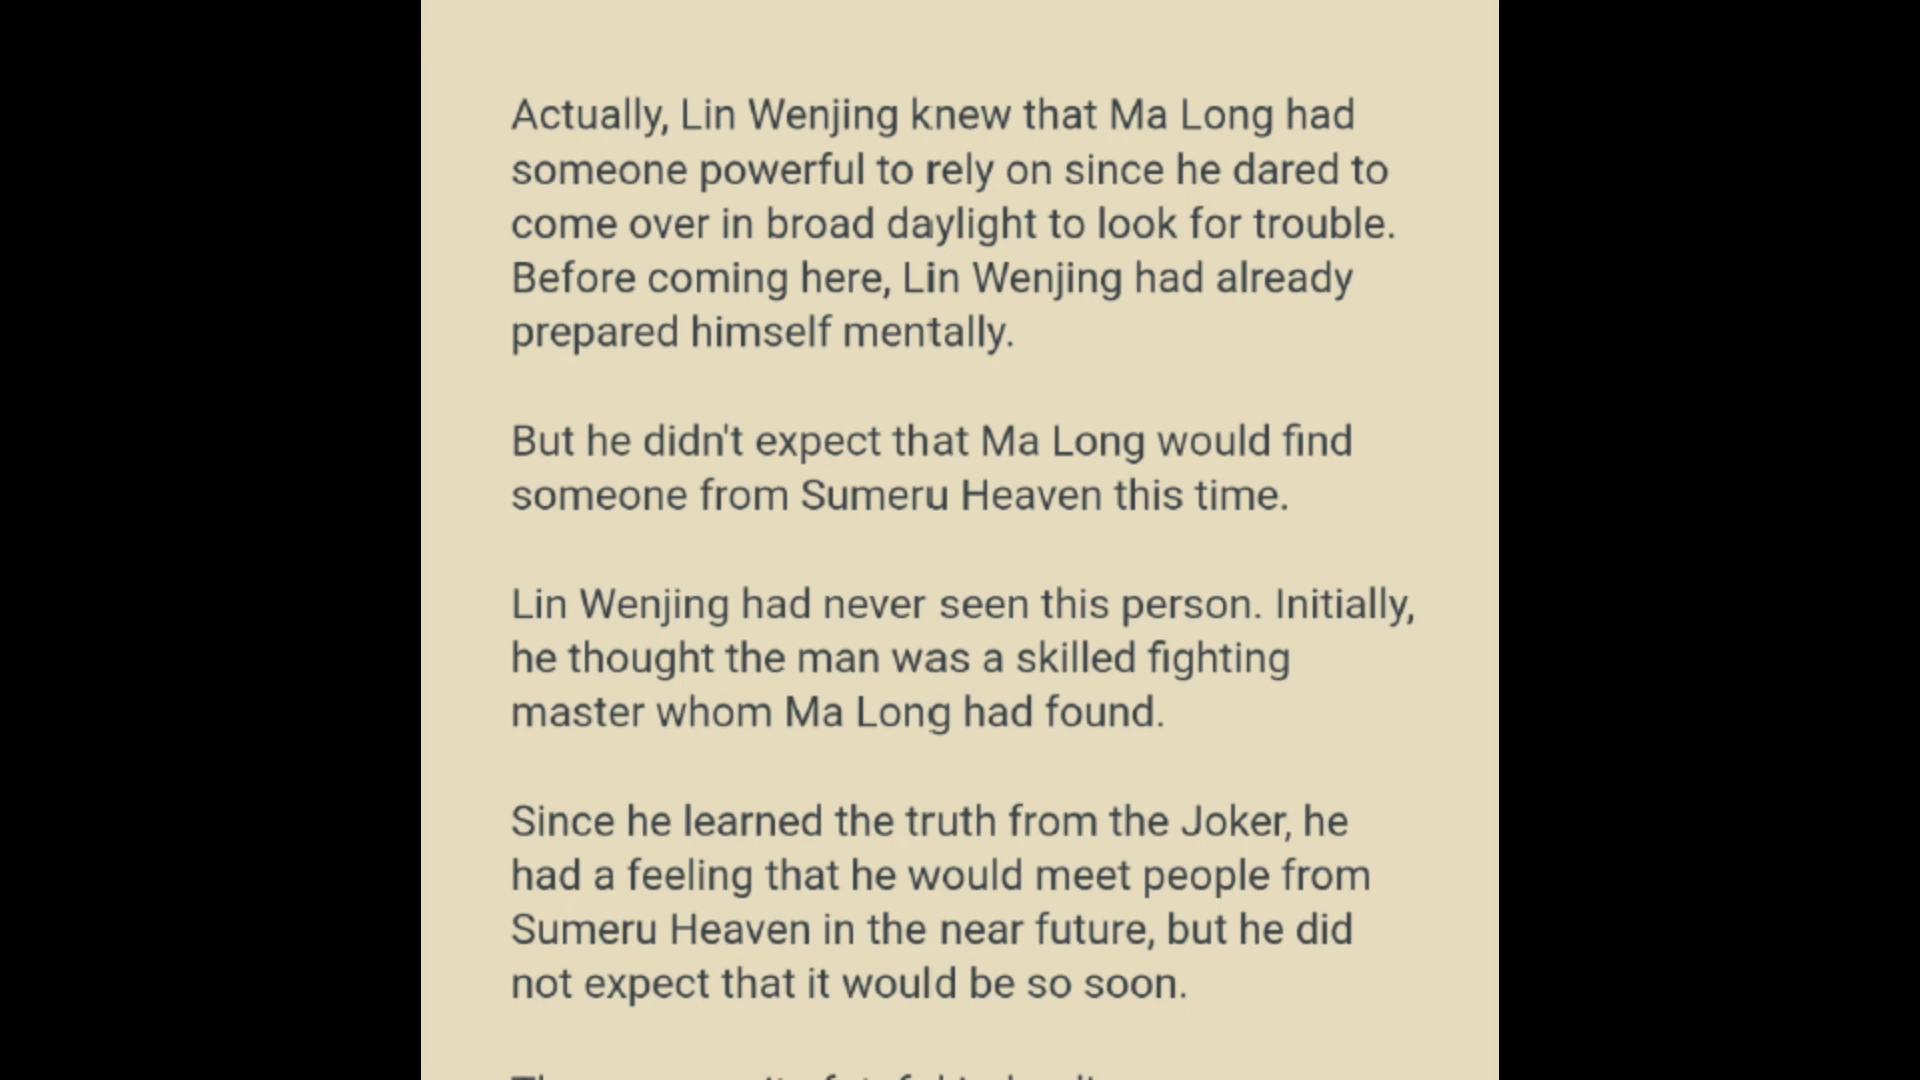 Actually, Lin Wenjing knew that Ma Long had
someone powerful to rely on since he dared to
come over in broad daylight to look for trouble.
Before coming here, Lin Wenjing had already
prepared himself mentally.
But he didn't expect that Ma Long would find
someone from Sumeru Heaven this time.
Lin Wenjing had never seen this person. Initially,
he thought the man was a skilled fighting
master whom Ma Long had found.
Since he learned the truth from the Joker, he
had a feeling that he would meet people from
Sumeru Heaven in the near future, but he did
not expect that it would be so soon.